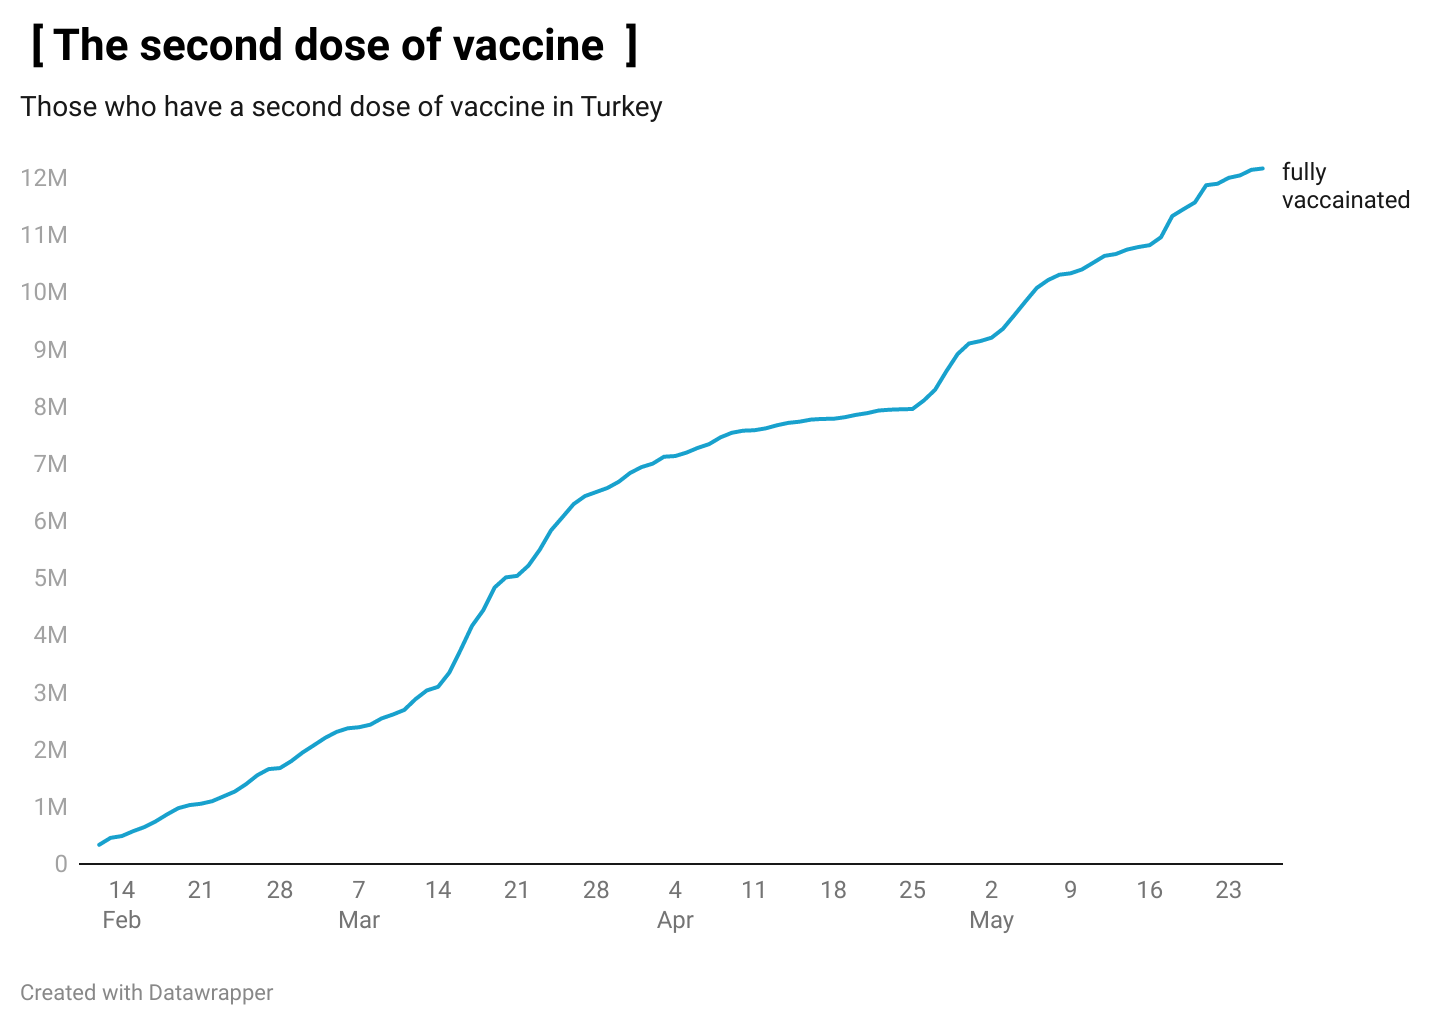 [ The second dose of vaccine ]
Those who have a second dose of vaccine in Turkey
12M
11M
10M
9M
8M
7M
6M
5M
4M
3M
2M
1M
0
fully
vaccainated
14 21 28 7 14 21 28 4 11 18 25 2 9 16 23
Feb Mar Apr May
Created with Datawrapper